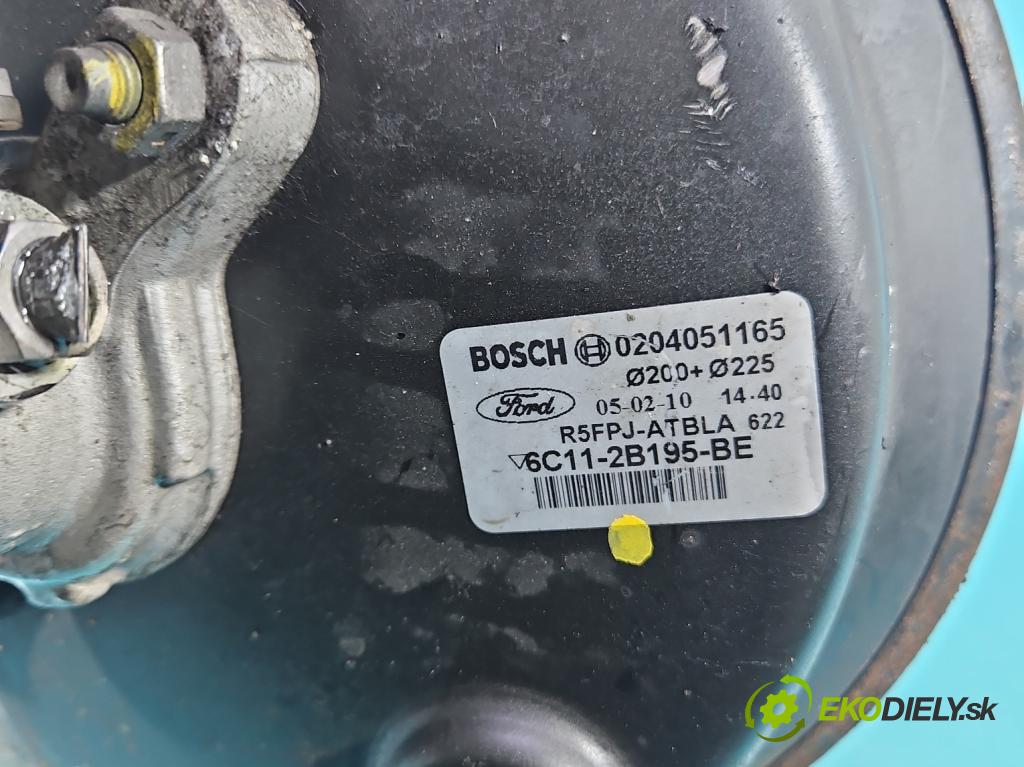 BOSCH 0204051165
Ø200+ Ø225
Ford 05-02-10 14.40
R5FPJ-ATBLA 622
▽6C11-2B195-BE
EKODIELY.sk